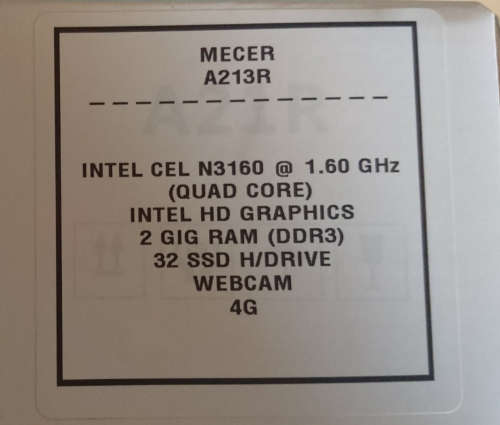 MECER
A213R
INTEL CEL N3160 @ 1.60 GHz
(QUAD CORE)
INTEL HD GRAPHICS
2 GIG RAM (DDR3)
32 SSD H/DRIVE
WEBCAM
4G